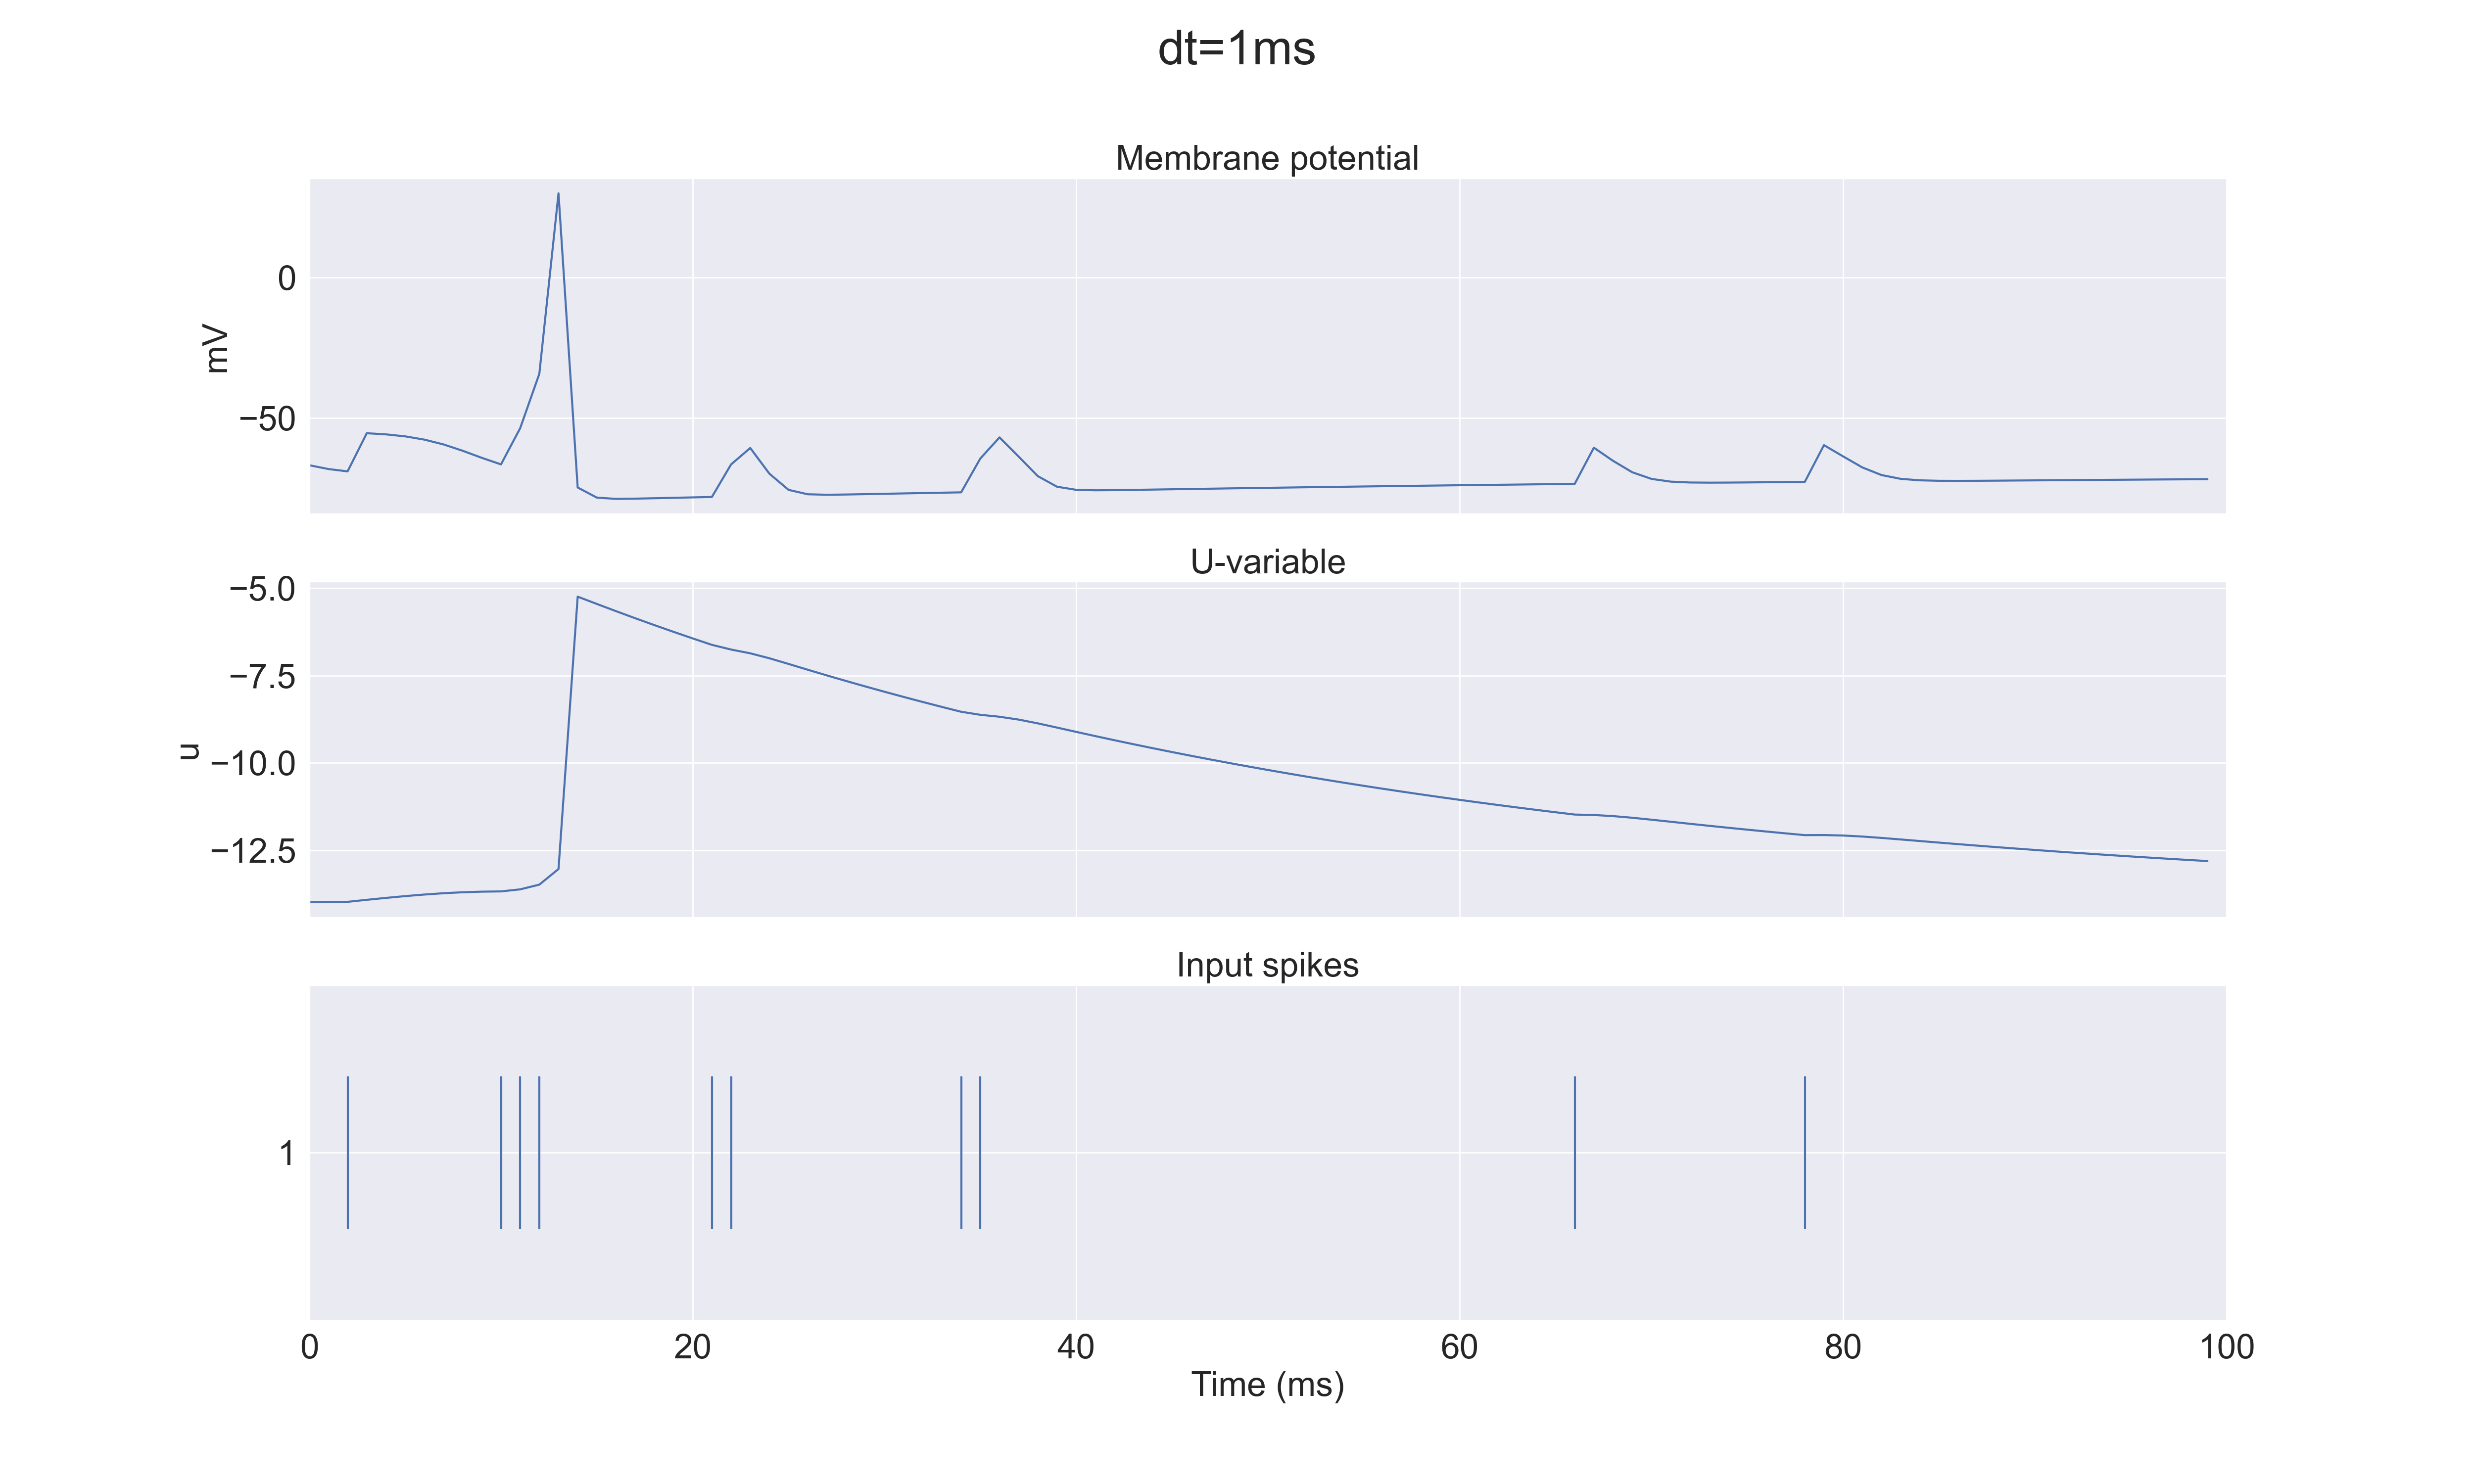 dt=1ms
Membrane potential
0
−50
mV
U-variable
−5.0
−7.5
−10.0
−12.5
u
Input spikes
1
0 20 40 60 80 100
Time (ms)